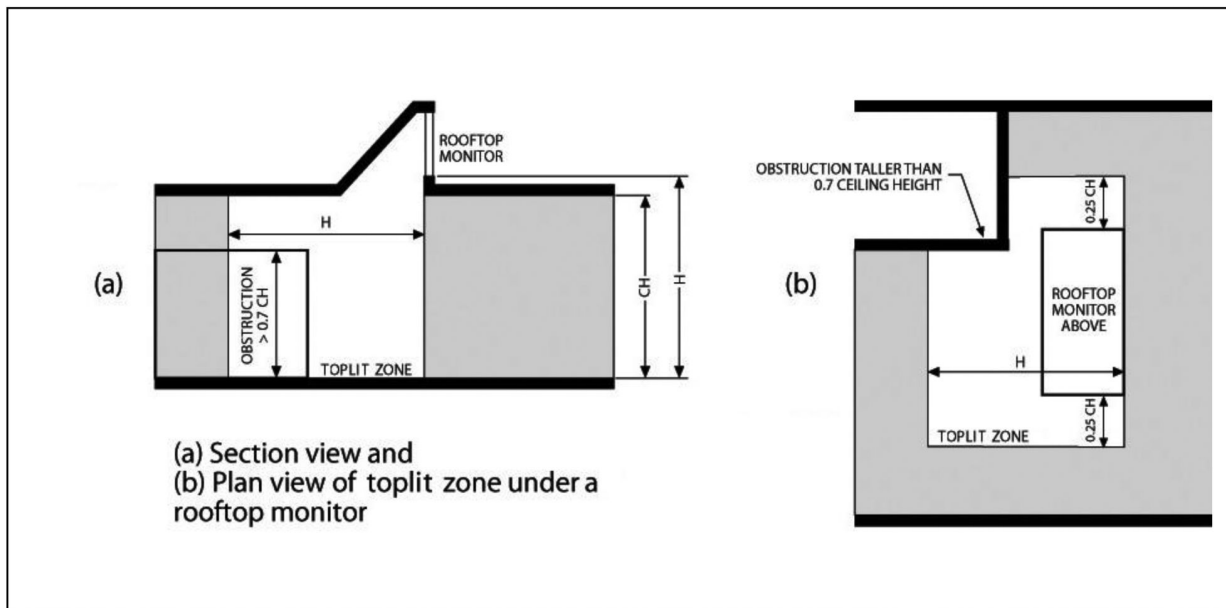 ROOFTOP
MONITOR
H
(a)
OBSTRUCTION
> 0.7 CH
TOPLIT ZONE
CH
H
(a) Section view and
(b) Plan view of toplit zone under a
rooftop monitor
OBSTRUCTION TALLER THAN
0.7 CEILING HEIGHT
0.25 CH
(b)
ROOFTOP
MONITOR
ABOVE
H
0.25 CH
TOPLIT ZONE